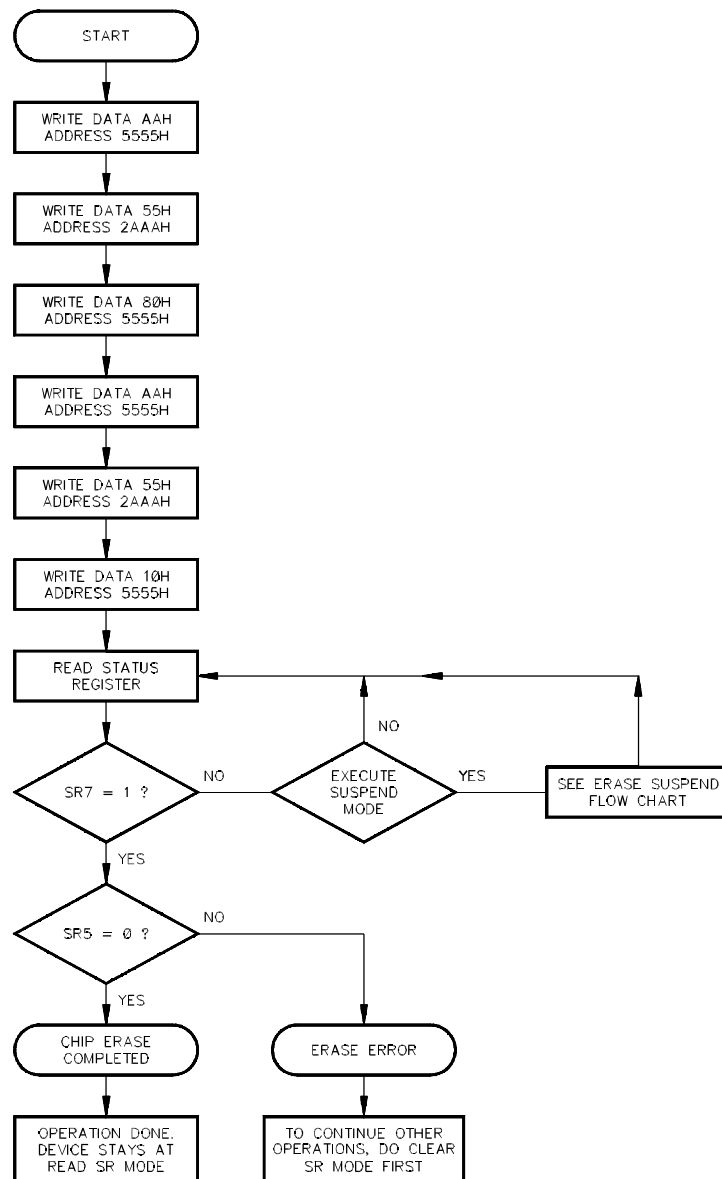 START
WRITE DATA AAH
ADDRESS 5555H
WRITE DATA 55H
ADDRESS 2AAAH
WRITE DATA 80H
ADDRESS 5555H
WRITE DATA AAH
ADDRESS 5555H
WRITE DATA 55H
ADDRESS 2AAAH
WRITE DATA 10H
ADDRESS 5555H
READ STATUS
REGISTER
NO
SR7 = 1 ?
NO
EXECUTE
SUSPEND
MODE
YES
SEE ERASE SUSPEND
FLOW CHART
YES
SR5 = 0 ?
NO
YES
CHIP ERASE
COMPLETED
ERASE ERROR
OPERATION DONE.
DEVICE STAYS AT
READ SR MODE
TO CONTINUE OTHER
OPERATIONS, DO CLEAR
SR MODE FIRST